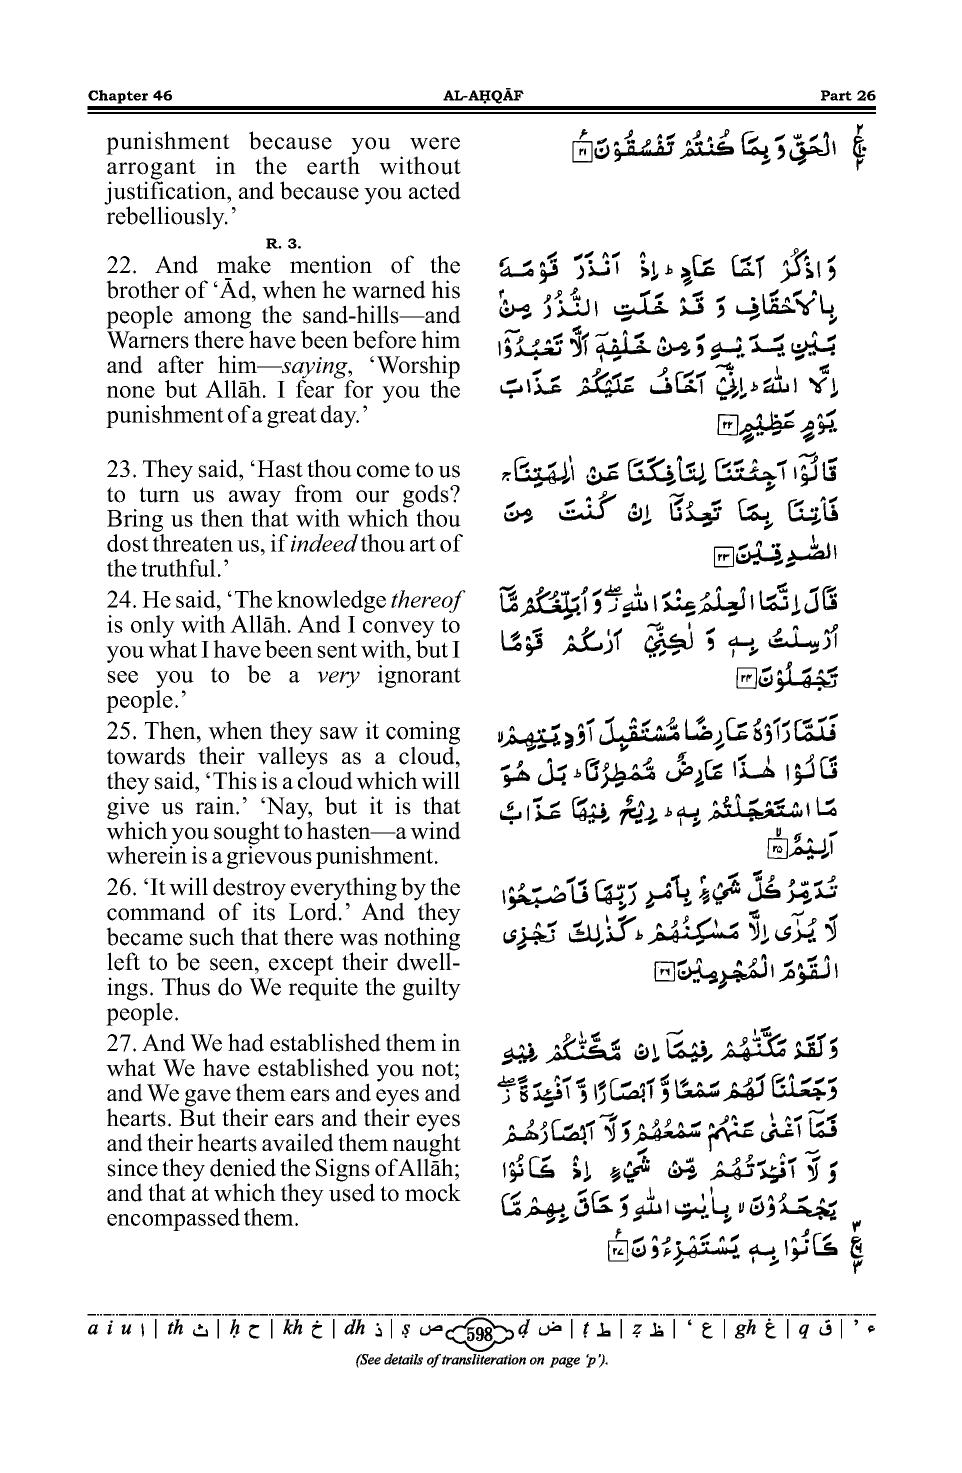 Chapter 46 AL-AḤQĀF Part 26
punishment because you were
arrogant in the earth without
justification, and because you acted
rebelliously.’
الْحَقِّ وَ بِمَا كُنْتُمْ تَفْسُقُوْنَ ۲۱
R. 3.
22. And make mention of the
brother of ‘Ād, when he warned his
people among the sand-hills—and
Warners there have been before him
and after him—saying, ‘Worship
none but Allāh. I fear for you the
punishment of a great day.’
وَاذْكُرْ اَخَا عَادٍ ؕ اِذْ اَنْذَرَ قَوْمَهٗ
بِالْاَحْقَافِ وَ قَدْ خَلَتِ النُّذُرُ مِنْۢ
بَيْنِ يَدَيْهِ وَ مِنْ خَلْفِهٖۤ اَلَّا تَعْبُدُوْۤا
اِلَّا اللّٰهَ ؕ اِنِّيْۤ اَخَافُ عَلَيْكُمْ عَذَابَ
يَوْمٍ عَظِيْمٍ ۲۲
23. They said, ‘Hast thou come to us
to turn us away from our gods?
Bring us then that with which thou
dost threaten us, if indeed thou art of
the truthful.’
قَالُوْۤا اَجِئْتَنَا لِتَاْفِكَنَا عَنْ اٰلِهَتِنَا ۚ
فَاْتِنَا بِمَا تَعِدُنَاۤ اِنْ كُنْتَ مِنَ
الصّٰدِقِيْنَ ۲۳
24. He said, ‘The knowledge thereof
is only with Allāh. And I convey to
you what I have been sent with, but I
see you to be a very ignorant
people.’
قَالَ اِنَّمَا الْعِلْمُ عِنْدَ اللّٰهِ ۖ وَ اُبَلِّغُكُمْ مَّاۤ
اُرْسِلْتُ بِهٖ وَ لٰكِنِّيْۤ اَرٰىكُمْ قَوْمًا
تَجْهَلُوْنَ ۲۴
25. Then, when they saw it coming
towards their valleys as a cloud,
they said, ‘This is a cloud which will
give us rain.’ ‘Nay, but it is that
which you sought to hasten—a wind
wherein is a grievous punishment.
فَلَمَّا رَاَوْهُ عَارِضًا مُّسْتَقْبِلَ اَوْدِيَتِهِمْ ۙ
قَالُوْا هٰذَا عَارِضٌ مُّمْطِرُنَا ؕ بَلْ هُوَ
مَا اسْتَعْجَلْتُمْ بِهٖ ؕ رِيْحٌ فِيْهَا عَذَابٌ
اَلِيْمٌ ۙ ۲۵
26. ‘It will destroy everything by the
command of its Lord.’ And they
became such that there was nothing
left to be seen, except their dwell-
ings. Thus do We requite the guilty
people.
تُدَمِّرُ كُلَّ شَيْءٍۭ بِاَمْرِ رَبِّهَا فَاَصْبَحُوْا
لَا يُرٰۤى اِلَّا مَسٰكِنُهُمْ ؕ كَذٰلِكَ نَجْزِى
الْقَوْمَ الْمُجْرِمِيْنَ ۲۶
27. And We had established them in
what We have established you not;
and We gave them ears and eyes and
hearts. But their ears and their eyes
and their hearts availed them naught
since they denied the Signs of Allāh;
and that at which they used to mock
encompassed them.
وَ لَقَدْ مَكَّنّٰهُمْ فِيْمَاۤ اِنْ مَّكَّنّٰكُمْ فِيْهِ
وَجَعَلْنَا لَهُمْ سَمْعًا وَّ اَبْصَارًا وَّ اَفْئِدَةً ۖ
فَمَاۤ اَغْنٰى عَنْهُمْ سَمْعُهُمْ وَ لَاۤ اَبْصَارُهُمْ
وَ لَاۤ اَفْئِدَتُهُمْ مِّنْ شَيْءٍ اِذْ كَانُوْا
يَجْحَدُوْنَ ۙ بِاٰيٰتِ اللّٰهِ وَ حَاقَ بِهِمْ مَّا
كَانُوْا بِهٖ يَسْتَهْزِءُوْنَ ۲۷
a i u ا | th ث | ḥ ح | kh خ | dh ذ | ṣ ص 598 ḍ ض | ṭ ط | ẓ ظ | ‘ ع | gh غ | q ق | ’ ء
(See details of transliteration on page ‘p’).